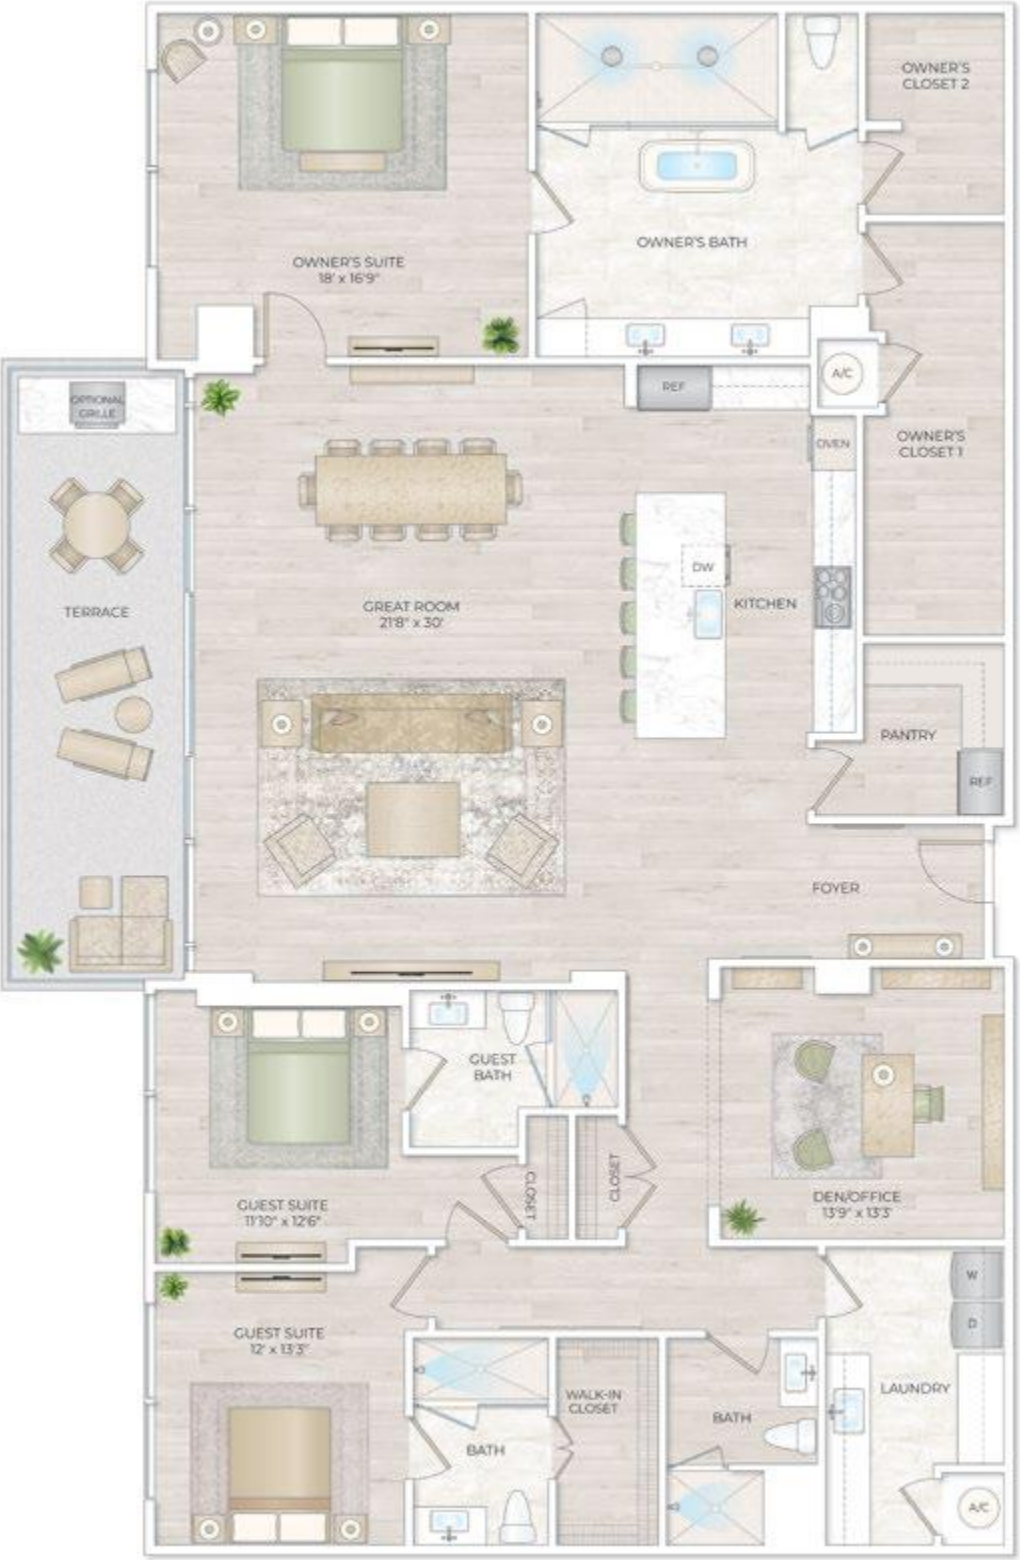 OWNER'S
CLOSET 2
OWNER'S BATH
OWNER'S SUITE
18' x 16'9"
A/C
REF
OPTIONAL
GRILLE
OVEN
OWNER'S
CLOSET 1
DW
KITCHEN
GREAT ROOM
21'8" x 30'
TERRACE
PANTRY
REF
FOYER
GUEST
BATH
CLOSET
CLOSET
DEN/OFFICE
13'9" x 13'3"
GUEST SUITE
11'10" x 12'6"
W
D
GUEST SUITE
12' x 13'3"
WALK-IN
CLOSET
LAUNDRY
BATH
BATH
A/C